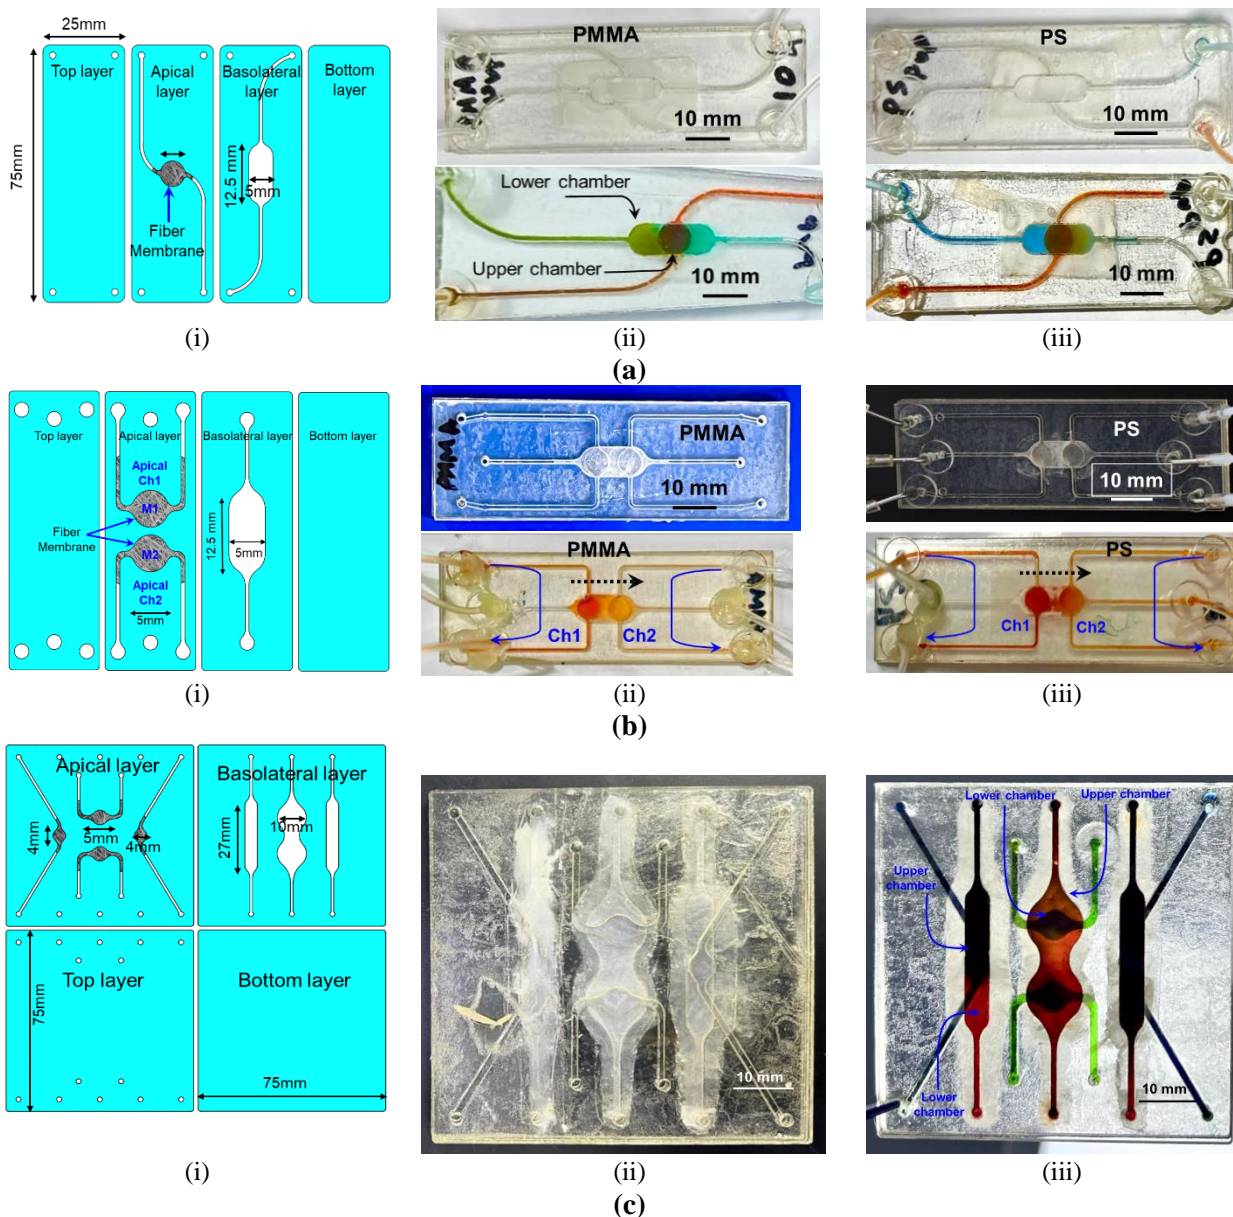 25mm
75mm
Top layer
Apical
layer
Basolateral
layer
Bottom
layer
12.5 mm
5mm
Fiber
Membrane
(i)
PMMA
10 mm
Lower chamber
Upper chamber
10 mm
(ii)
PS
10 mm
10 mm
(iii)
(a)
Top layer
Apical layer
Basolateral layer
Bottom layer
Apical
Ch1
M1
Fiber
Membrane
M2
Apical
Ch2
5mm
12.5 mm
5mm
(i)
PMMA
PMMA
10 mm
PMMA
Ch1
Ch2
(ii)
PS
10 mm
PS
Ch1
Ch2
(iii)
(b)
Apical layer
4mm
5mm
4mm
Basolateral layer
27mm
10mm
Top layer
75mm
Bottom layer
75mm
(i)
10 mm
(ii)
Lower chamber
Upper chamber
Upper
chamber
Lower
chamber
10 mm
(iii)
(c)